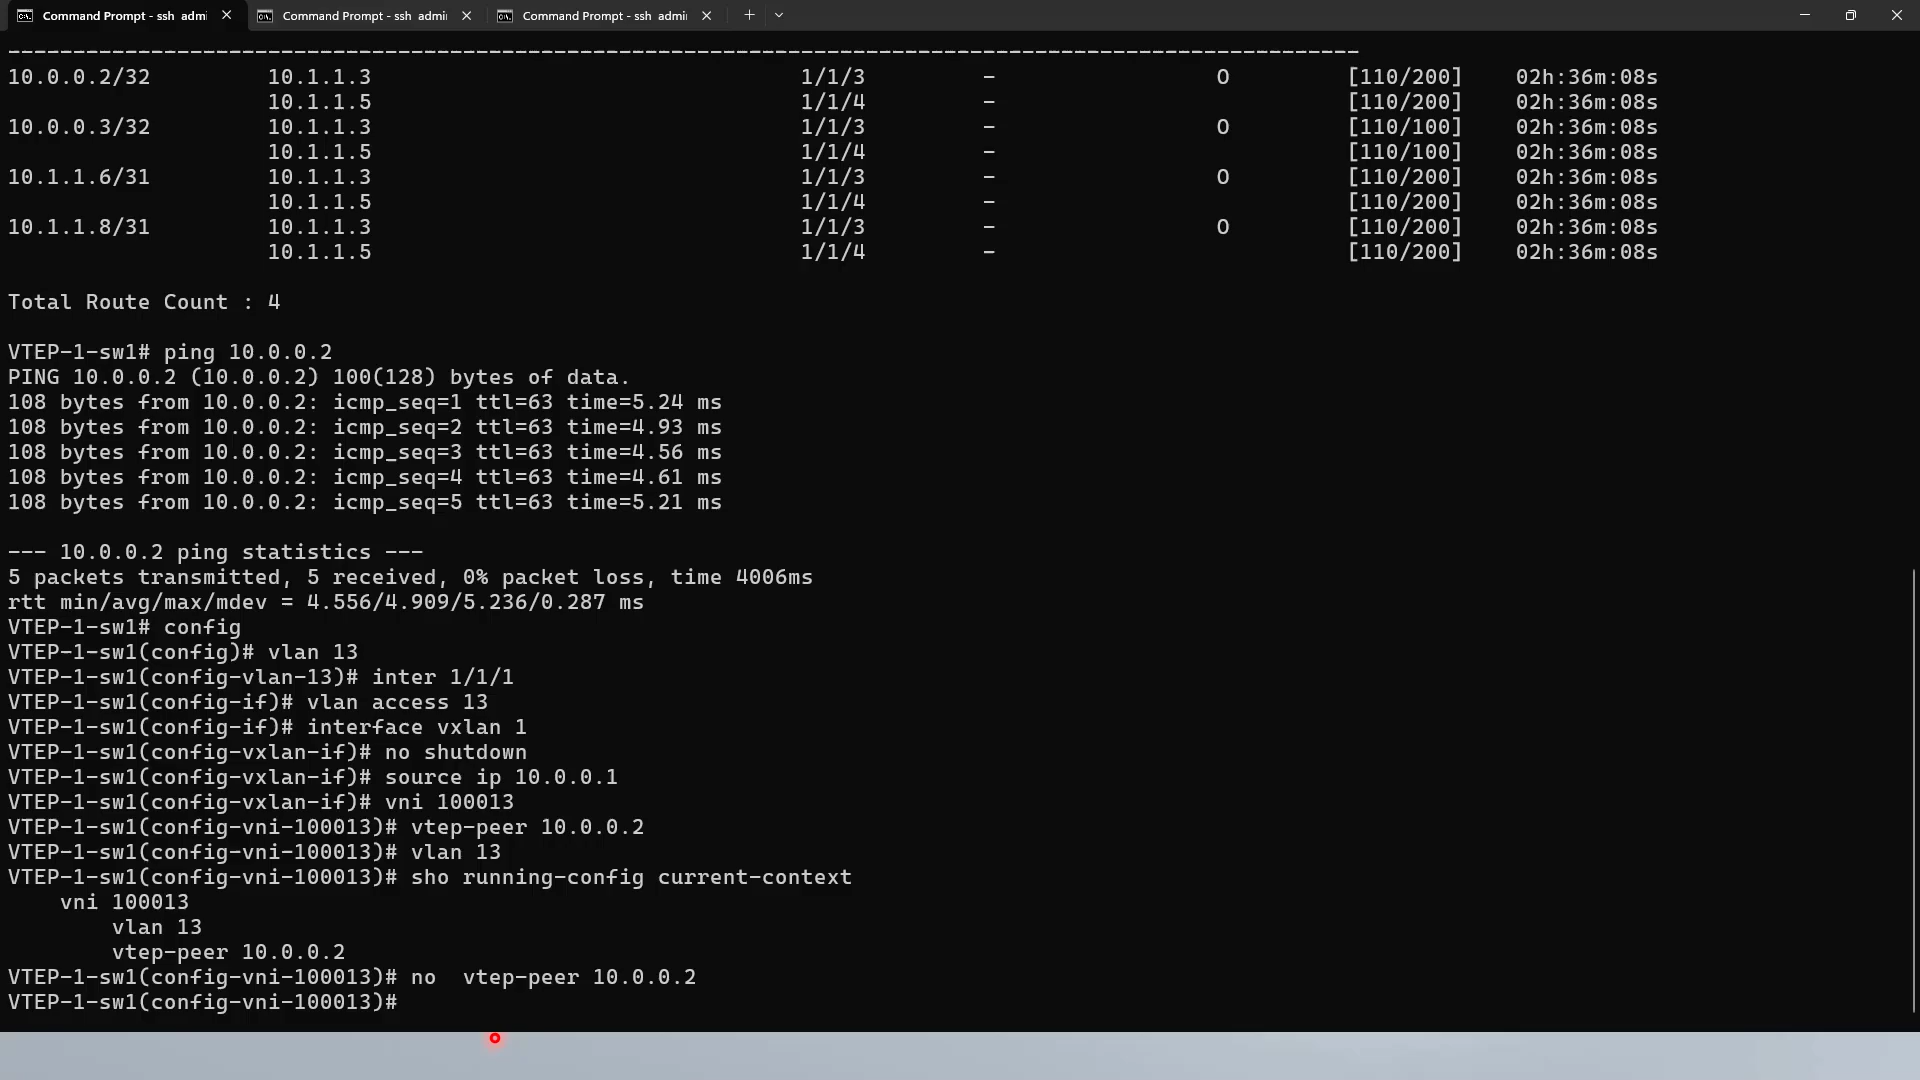 Command Prompt - ssh admi
Command Prompt - ssh admii
Command Prompt - ssh admii
-----------------------------------------------------------------------------------------------------------
10.0.0.2/32 10.1.1.3 1/1/3 - O [110/200] 02h:36m:08s
10.1.1.5 1/1/4 - [110/200] 02h:36m:08s
10.0.0.3/32 10.1.1.3 1/1/3 - O [110/100] 02h:36m:08s
10.1.1.5 1/1/4 - [110/100] 02h:36m:08s
10.1.1.6/31 10.1.1.3 1/1/3 - O [110/200] 02h:36m:08s
10.1.1.5 1/1/4 - [110/200] 02h:36m:08s
10.1.1.8/31 10.1.1.3 1/1/3 - O [110/200] 02h:36m:08s
10.1.1.5 1/1/4 - [110/200] 02h:36m:08s
Total Route Count : 4
VTEP-1-sw1# ping 10.0.0.2
PING 10.0.0.2 (10.0.0.2) 100(128) bytes of data.
108 bytes from 10.0.0.2: icmp_seq=1 ttl=63 time=5.24 ms
108 bytes from 10.0.0.2: icmp_seq=2 ttl=63 time=4.93 ms
108 bytes from 10.0.0.2: icmp_seq=3 ttl=63 time=4.56 ms
108 bytes from 10.0.0.2: icmp_seq=4 ttl=63 time=4.61 ms
108 bytes from 10.0.0.2: icmp_seq=5 ttl=63 time=5.21 ms
--- 10.0.0.2 ping statistics ---
5 packets transmitted, 5 received, 0% packet loss, time 4006ms
rtt min/avg/max/mdev = 4.556/4.909/5.236/0.287 ms
VTEP-1-sw1# config
VTEP-1-sw1(config)# vlan 13
VTEP-1-sw1(config-vlan-13)# inter 1/1/1
VTEP-1-sw1(config-if)# vlan access 13
VTEP-1-sw1(config-if)# interface vxlan 1
VTEP-1-sw1(config-vxlan-if)# no shutdown
VTEP-1-sw1(config-vxlan-if)# source ip 10.0.0.1
VTEP-1-sw1(config-vxlan-if)# vni 100013
VTEP-1-sw1(config-vni-100013)# vtep-peer 10.0.0.2
VTEP-1-sw1(config-vni-100013)# vlan 13
VTEP-1-sw1(config-vni-100013)# sho running-config current-context
vni 100013
vlan 13
vtep-peer 10.0.0.2
VTEP-1-sw1(config-vni-100013)# no  vtep-peer 10.0.0.2
VTEP-1-sw1(config-vni-100013)#